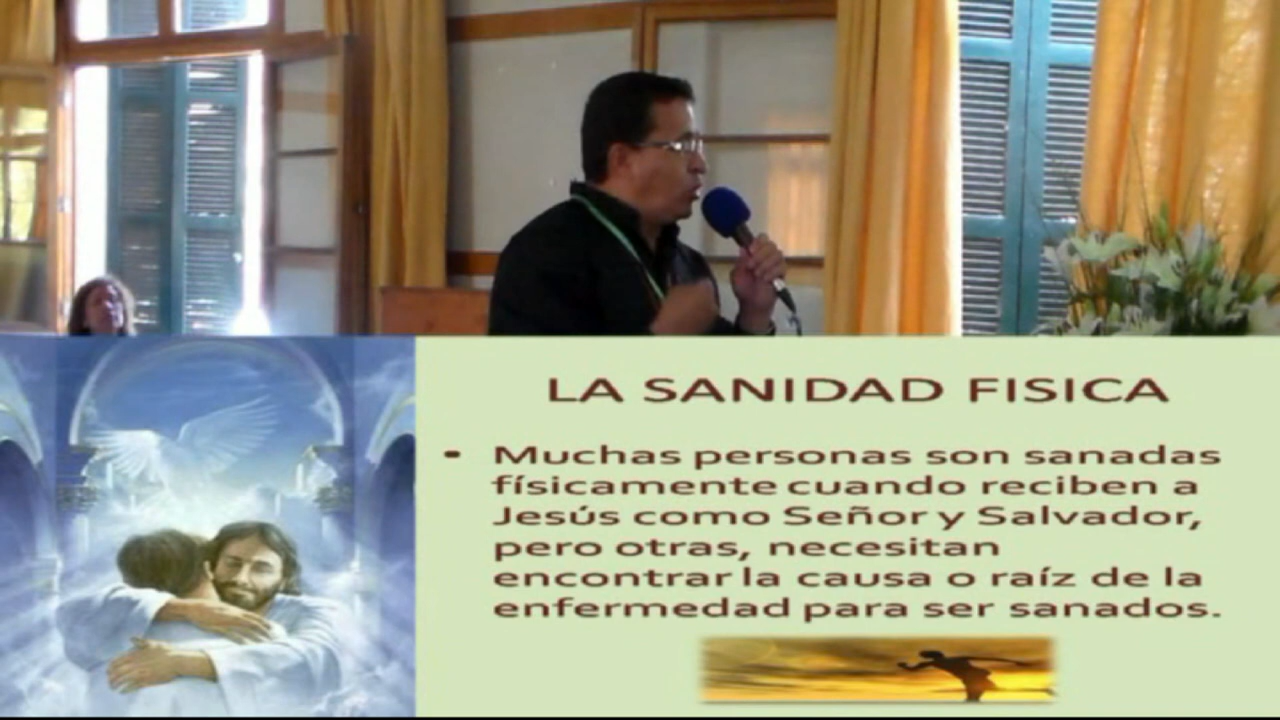 LA SANIDAD FISICA
• Muchas personas son sanadas
físicamente cuando reciben a
Jesús como Señor y Salvador,
pero otras, necesitan
encontrar la causa o raíz de la
enfermedad para ser sanados.